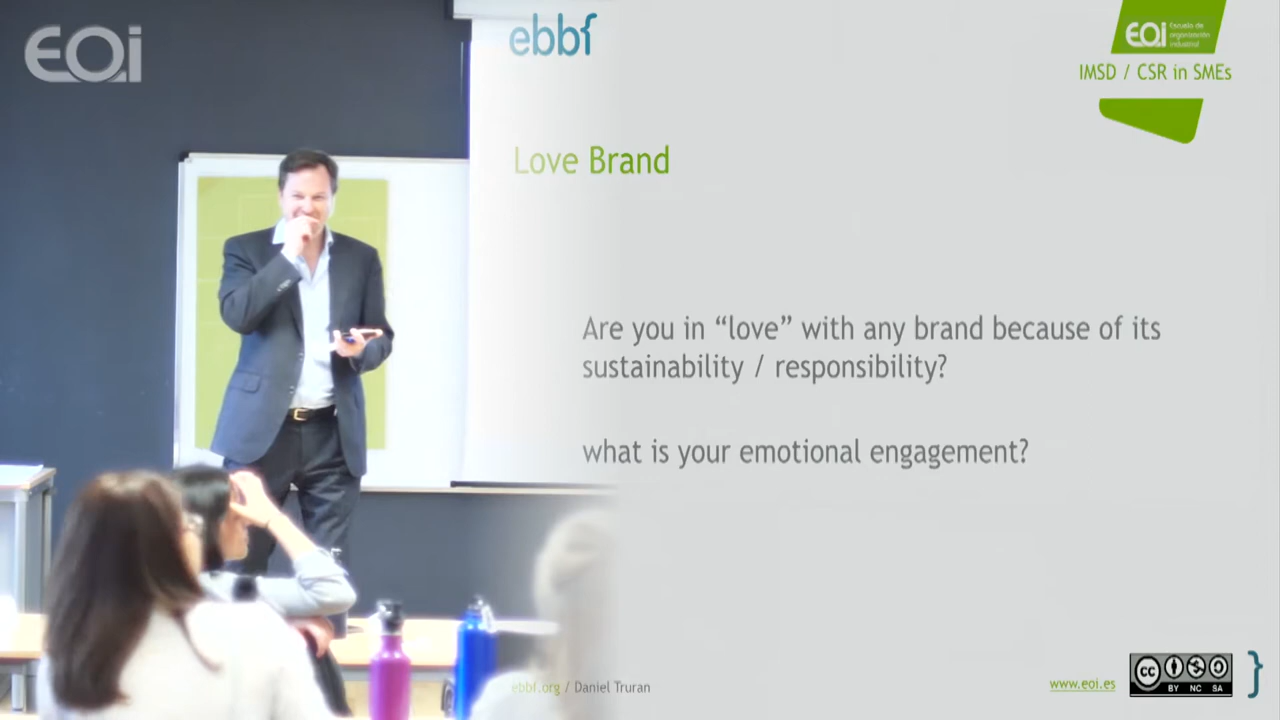 EOi
ebbf
EOi
Escuela de
organización
industrial
IMSD / CSR in SMEs
Love Brand
Are you in “love” with any brand because of its
sustainability / responsibility?
what is your emotional engagement?
ebbf.org / Daniel Truran
www.eoi.es
cc
BY NC SA